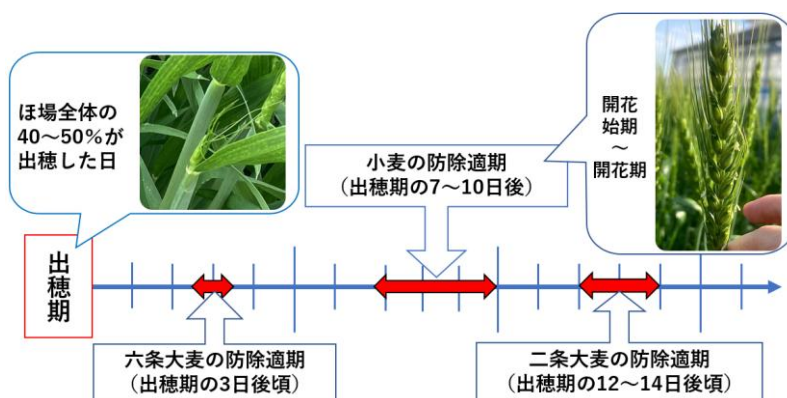 ほ場全体の
40～50%が
出穂した日
開花
始期
～
開花期
小麦の防除適期
（出穂期の7～10日後）
出穂期
六条大麦の防除適期
（出穂期の3日後頃）
二条大麦の防除適期
（出穂期の12～14日後頃）